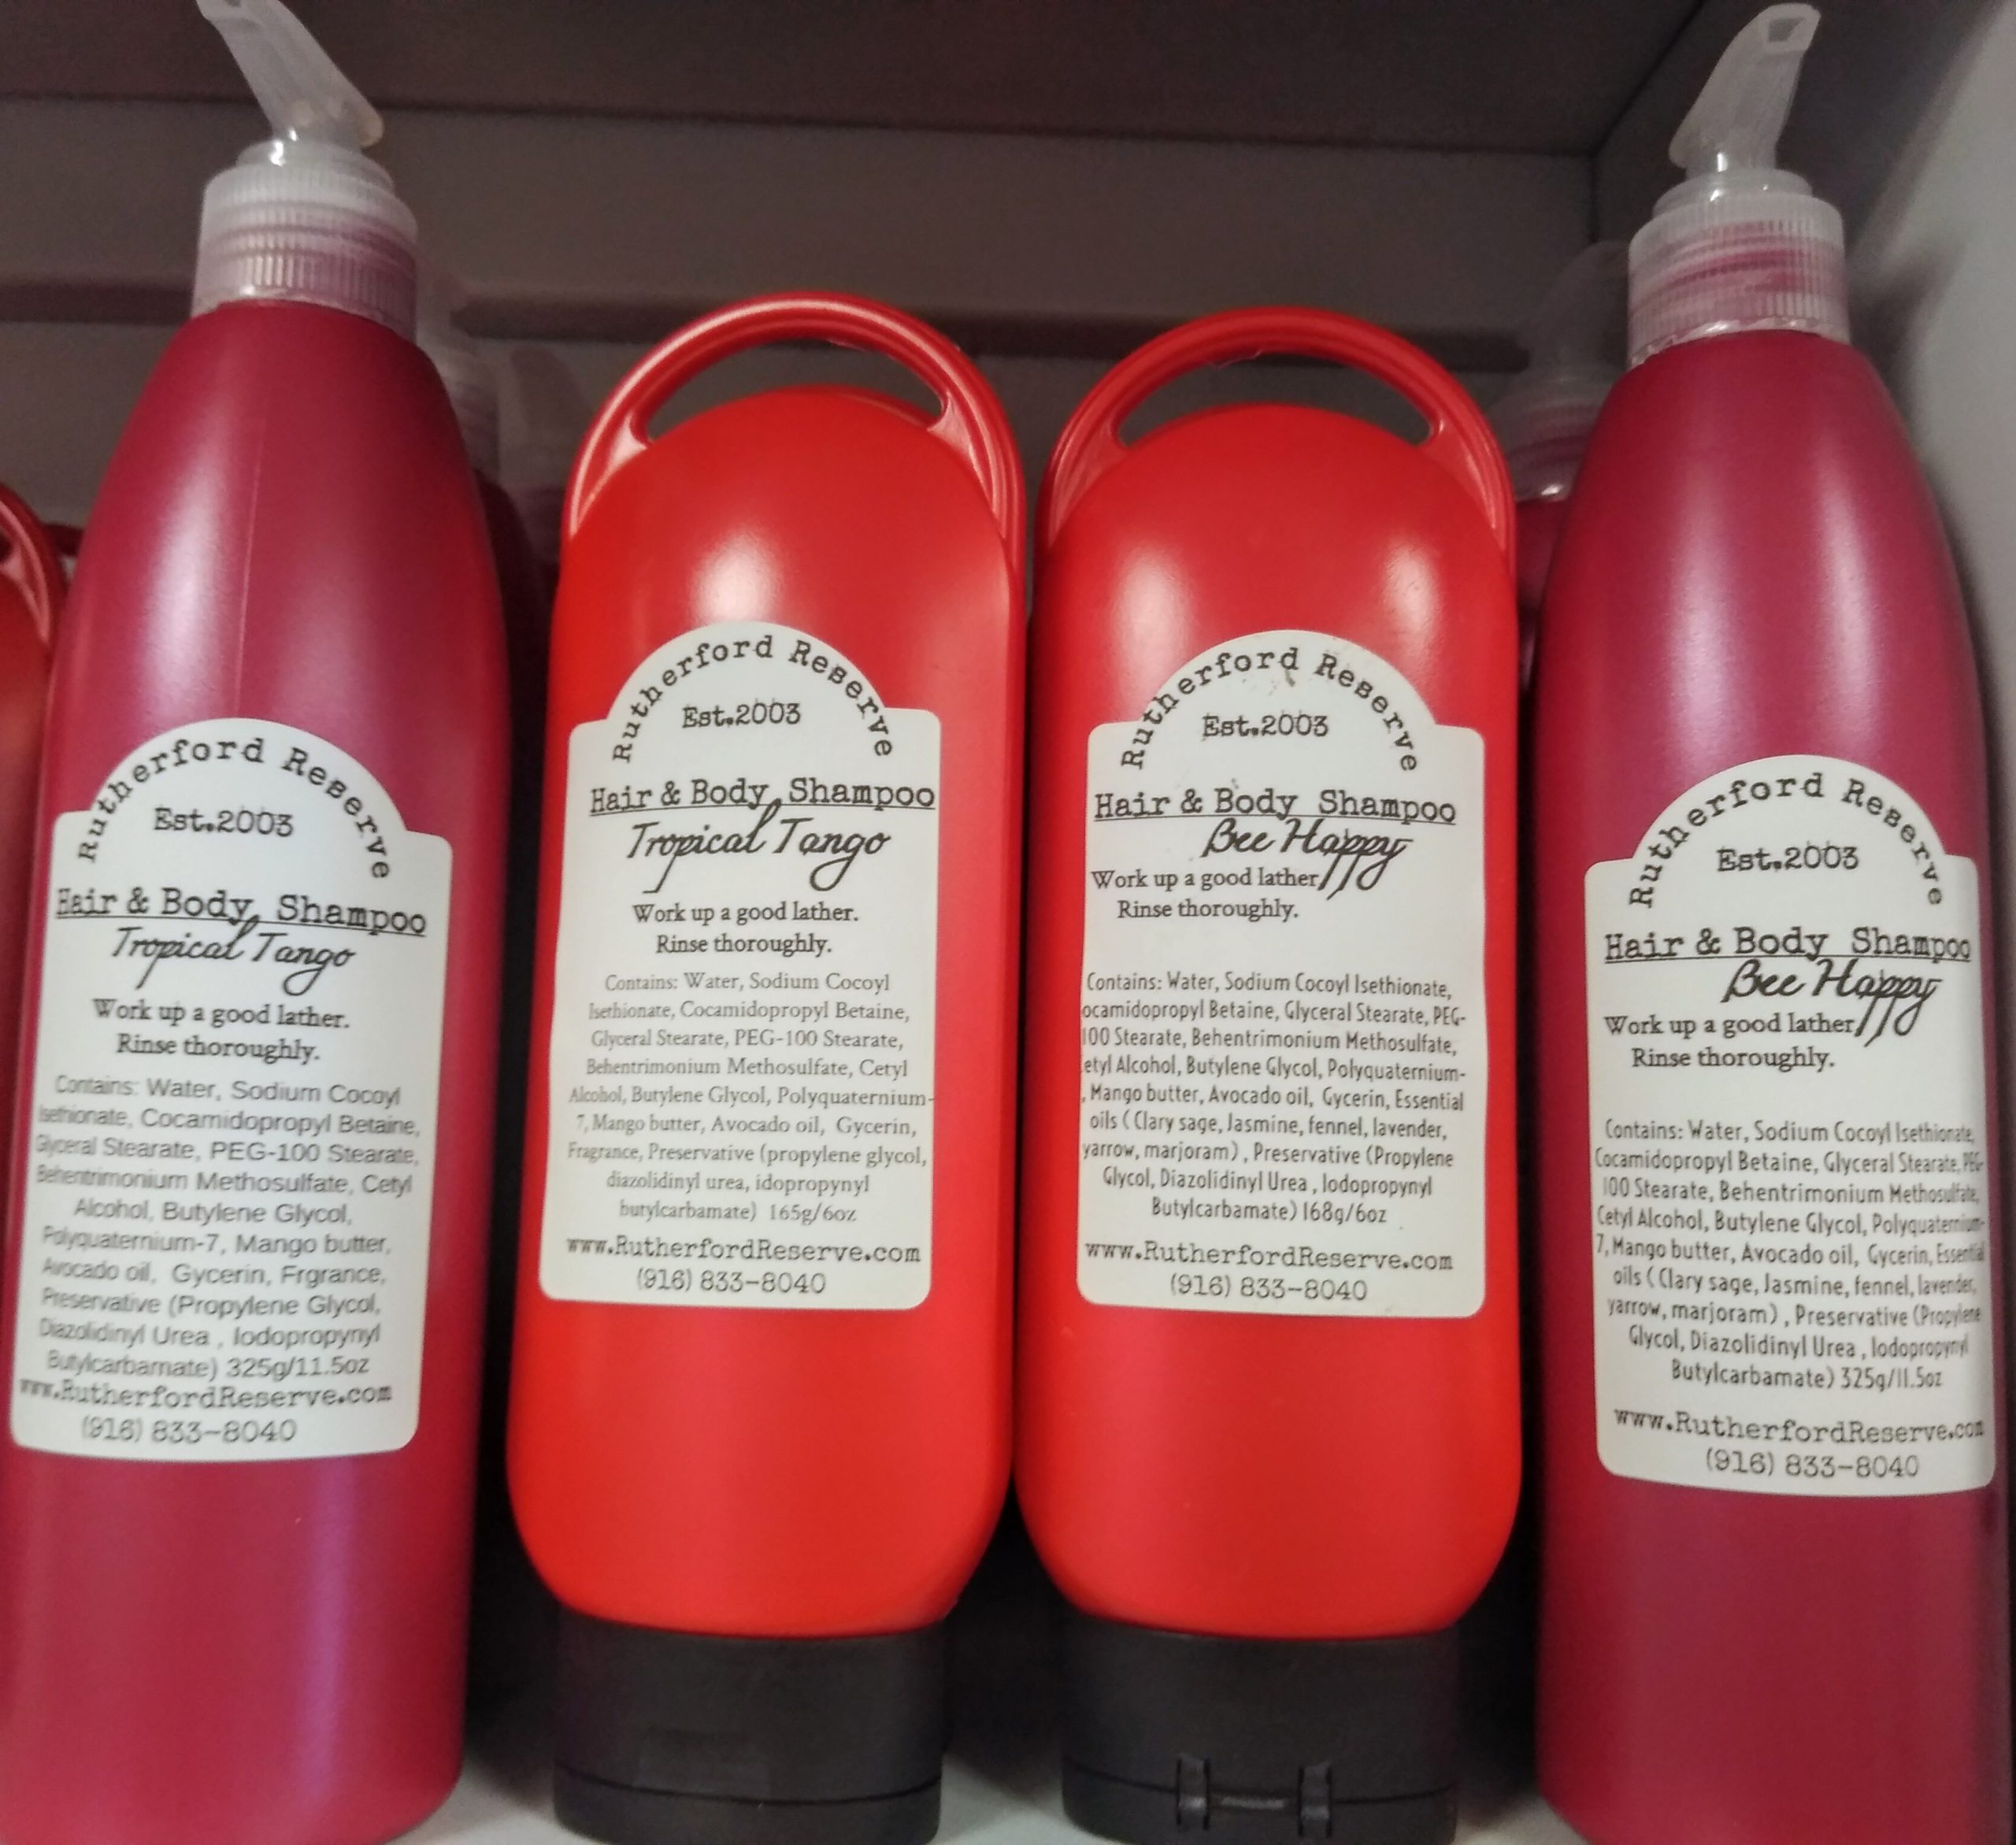 Rutherford Reserve
Est.2003
Hair & Body Shampoo
Tropical Tango
Work up a good lather.
Rinse thoroughly.
Contains: Water, Sodium Cocoyl
Isethionate, Cocamidopropyl Betaine,
Glyceral Stearate, PEG-100 Stearate,
Behentrimonium Methosulfate, Cetyl
Alcohol, Butylene Glycol,
Polyquaternium-7, Mango butter,
Avocado oil, Gycerin, Frgrance,
Preservative (Propylene Glycol,
Diazolidinyl Urea , Iodopropynyl
Butylcarbamate) 325g/11.5oz
www.RutherfordReserve.com
(916) 833-8040
Rutherford Reserve
Est.2003
Hair & Body Shampoo
Tropical Tango
Work up a good lather.
Rinse thoroughly.
Contains: Water, Sodium Cocoyl
Isethionate, Cocamidopropyl Betaine,
Glyceral Stearate, PEG-100 Stearate,
Behentrimonium Methosulfate, Cetyl
Alcohol, Butylene Glycol, Polyquaternium-
7, Mango butter, Avocado oil, Gycerin,
Fragrance, Preservative (propylene glycol,
diazolidinyl urea, idopropynyl
butylcarbamate) 165g/6oz
www.RutherfordReserve.com
(916) 833-8040
Rutherford Reserve
Est.2003
Hair & Body Shampoo
Bee Happy
Work up a good lather
Rinse thoroughly.
Contains: Water, Sodium Cocoyl Isethionate,
ocamidopropyl Betaine, Glyceral Stearate, PEG-
100 Stearate, Behentrimonium Methosulfate,
etyl Alcohol, Butylene Glycol, Polyquaternium-
, Mango butter, Avocado oil, Gycerin, Essential
oils ( Clary sage, Jasmine, fennel, lavender,
yarrow, marjoram) , Preservative (Propylene
Glycol, Diazolidinyl Urea , Iodopropynyl
Butylcarbamate) 168g/6oz
www.RutherfordReserve.com
(916) 833-8040
Rutherford Reserve
Est.2003
Hair & Body Shampoo
Bee Happy
Work up a good lather
Rinse thoroughly.
Contains: Water, Sodium Cocoyl Isethionate,
Cocamidopropyl Betaine, Glyceral Stearate, PEG-
100 Stearate, Behentrimonium Methosulfate,
Cetyl Alcohol, Butylene Glycol, Polyquaternium-
7, Mango butter, Avocado oil, Gycerin, Essential
oils ( Clary sage, Jasmine, fennel, lavender,
yarrow, marjoram) , Preservative (Propylene
Glycol, Diazolidinyl Urea , Iodopropynyl
Butylcarbamate) 325g/11.5oz
www.RutherfordReserve.com
(916) 833-8040